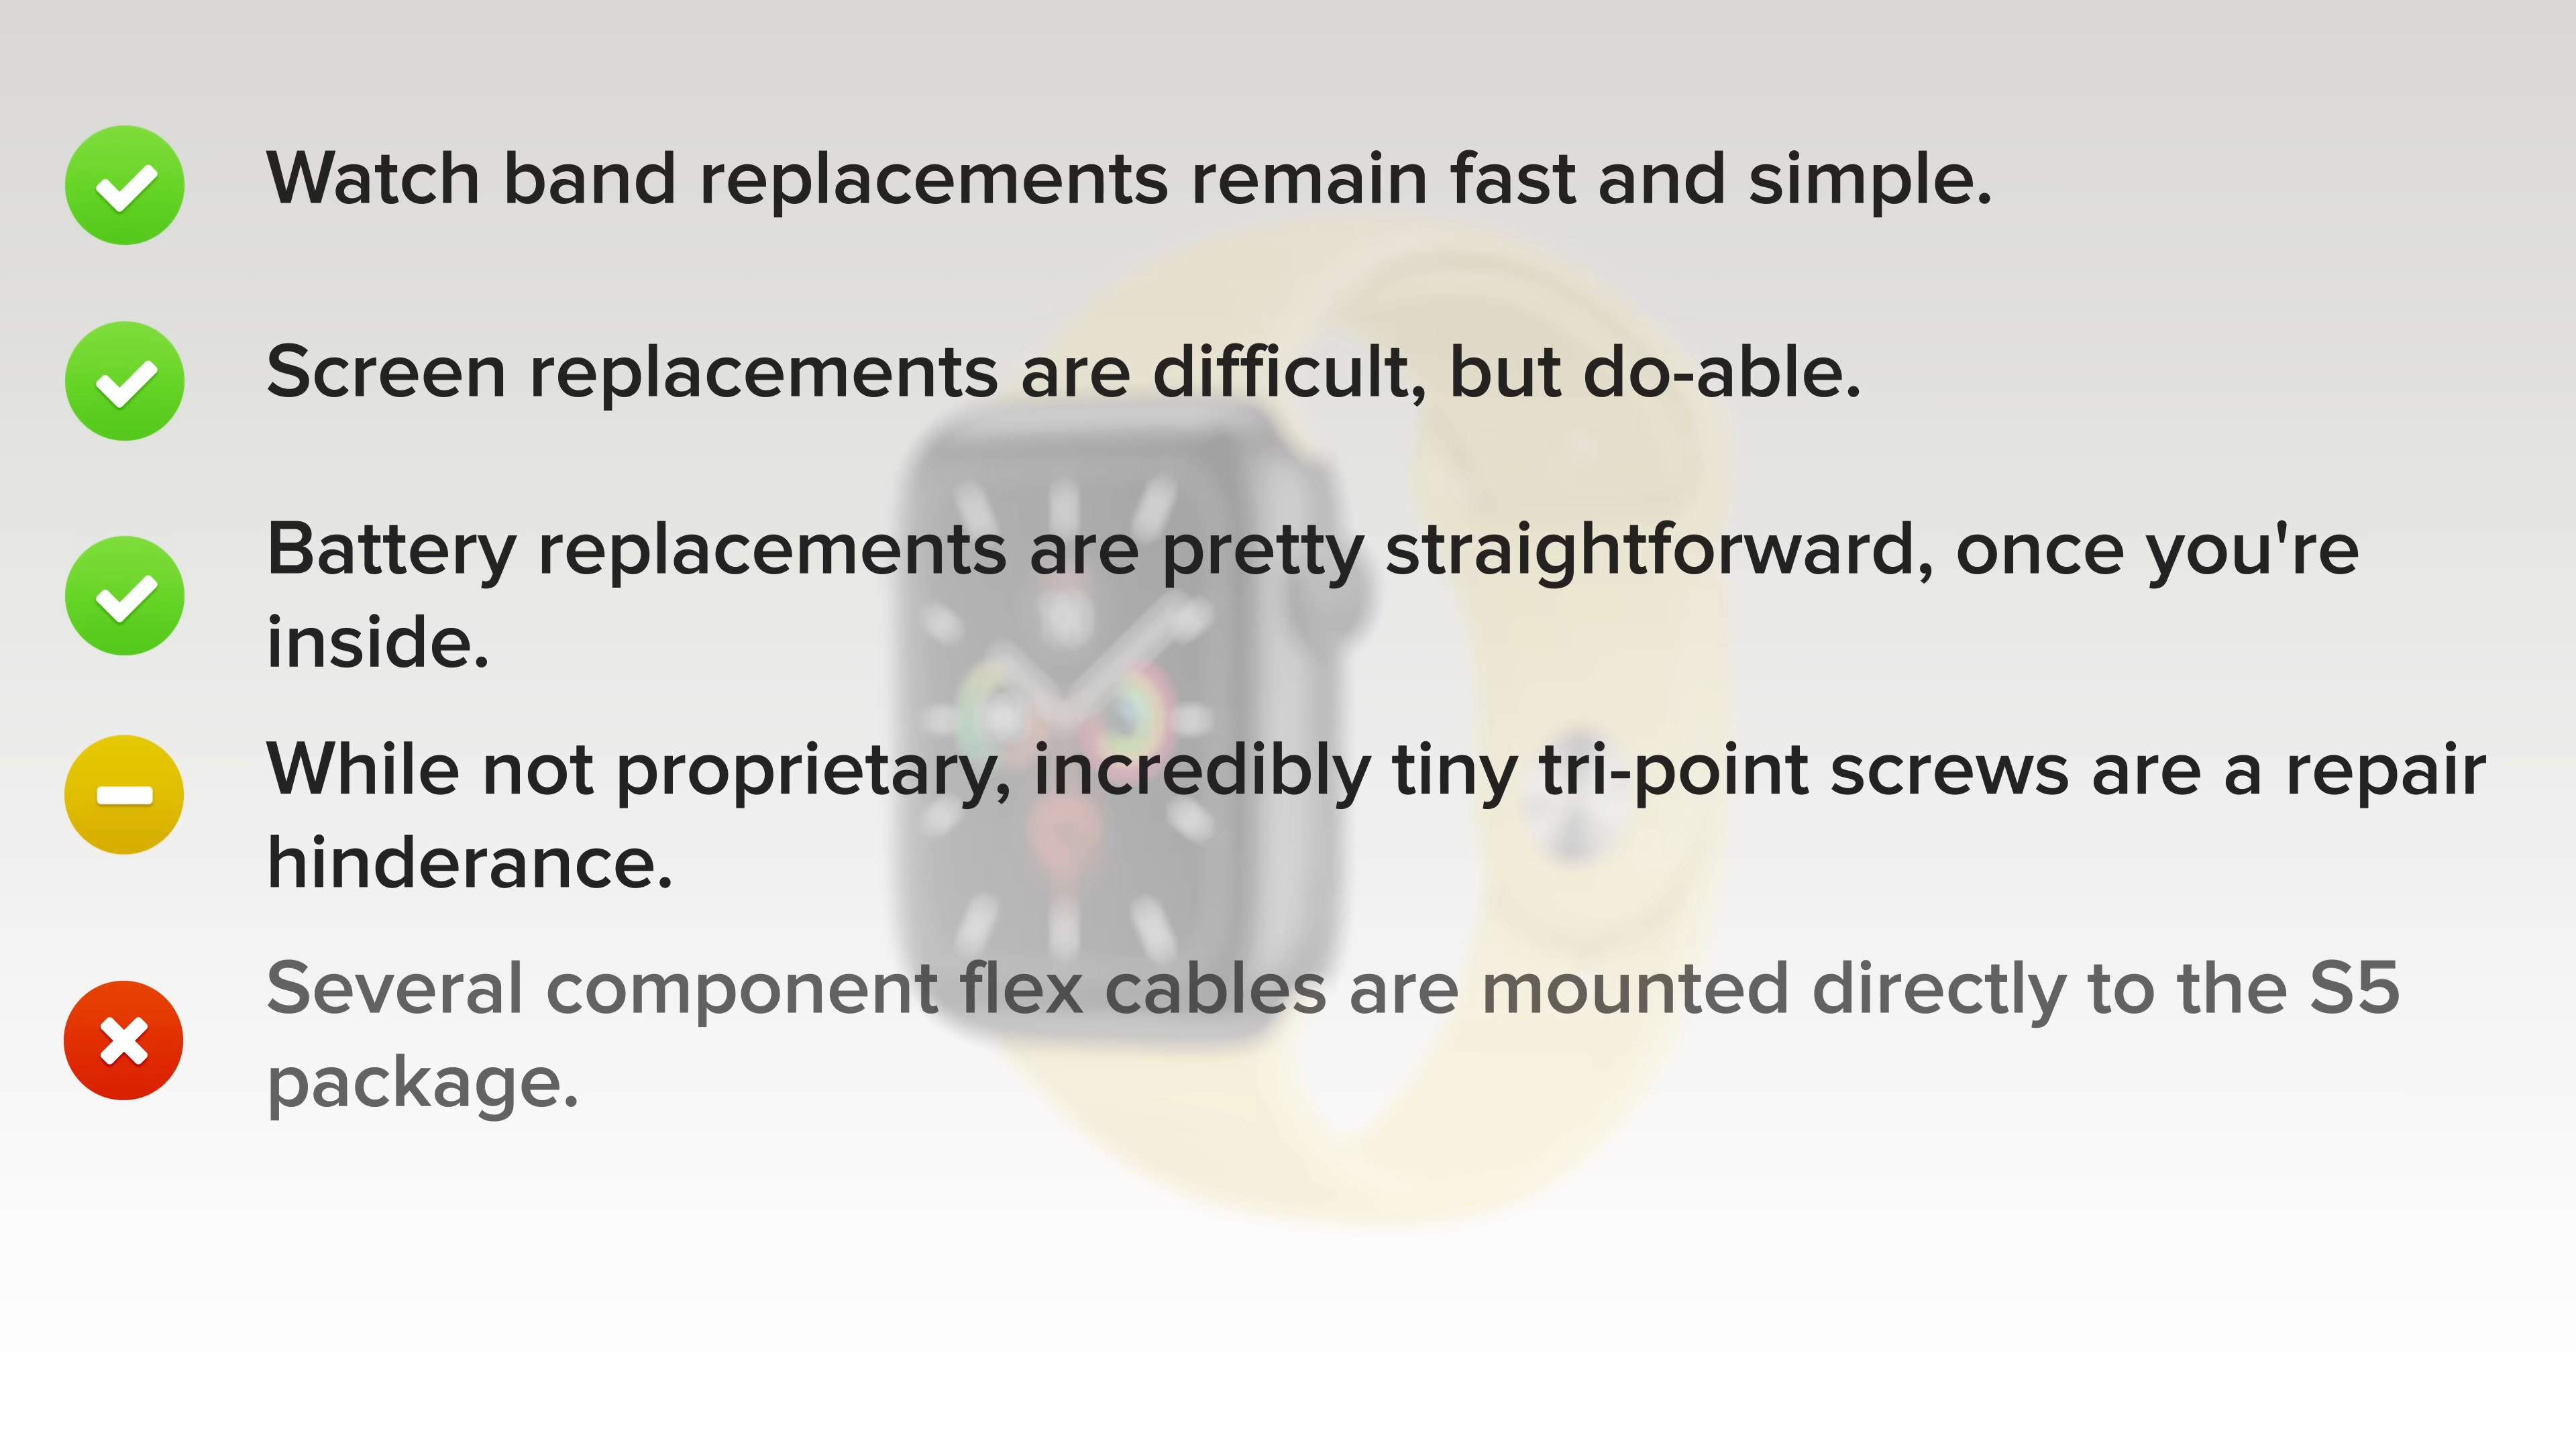 Watch band replacements remain fast and simple.
Screen replacements are difficult, but do-able.
Battery replacements are pretty straightforward, once you're
inside.
While not proprietary, incredibly tiny tri-point screws are a repair
hinderance.
Several component flex cables are mounted directly to the S5
package.